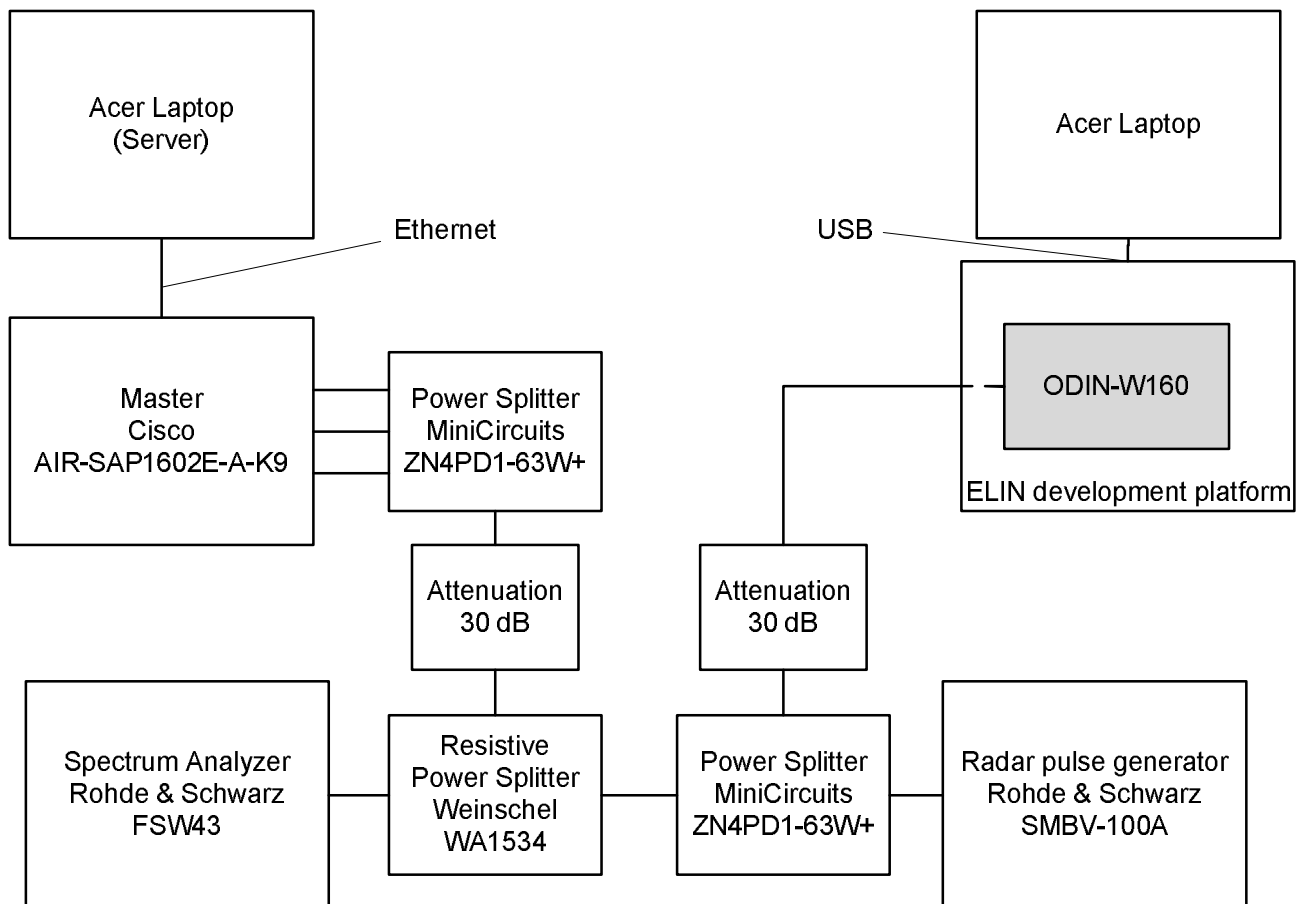 Acer Laptop
(Server)
Acer Laptop
Ethernet
USB
Master
Cisco
AIR-SAP1602E-A-K9
Power Splitter
MiniCircuits
ZN4PD1-63W+
ODIN-W160
ELIN development platform
Attenuation
30 dB
Attenuation
30 dB
Spectrum Analyzer
Rohde & Schwarz
FSW43
Resistive
Power Splitter
Weinschel
WA1534
Power Splitter
MiniCircuits
ZN4PD1-63W+
Radar pulse generator
Rohde & Schwarz
SMBV-100A